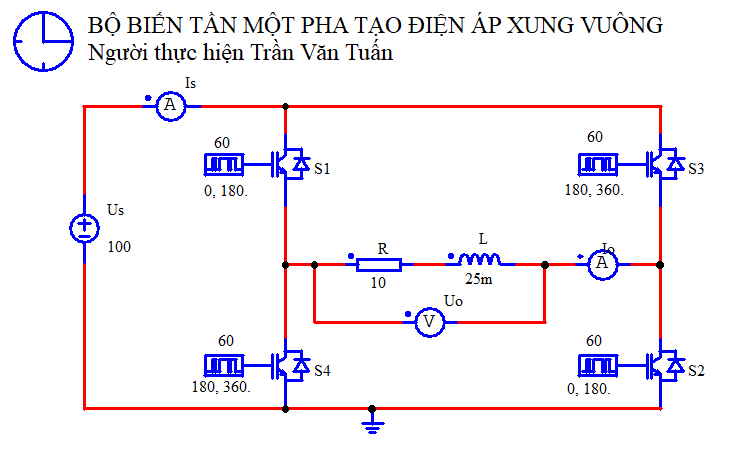 BỘ BIẾN TẦN MỘT PHA TẠO ĐIỆN ÁP XUNG VUÔNG
Người thực hiện Trần Văn Tuấn
Is
A
60
S1
0, 180.
60
S3
180, 360.
Us
100
R
10
L
25m
Io
A
Uo
V
60
S4
180, 360.
60
S2
0, 180.